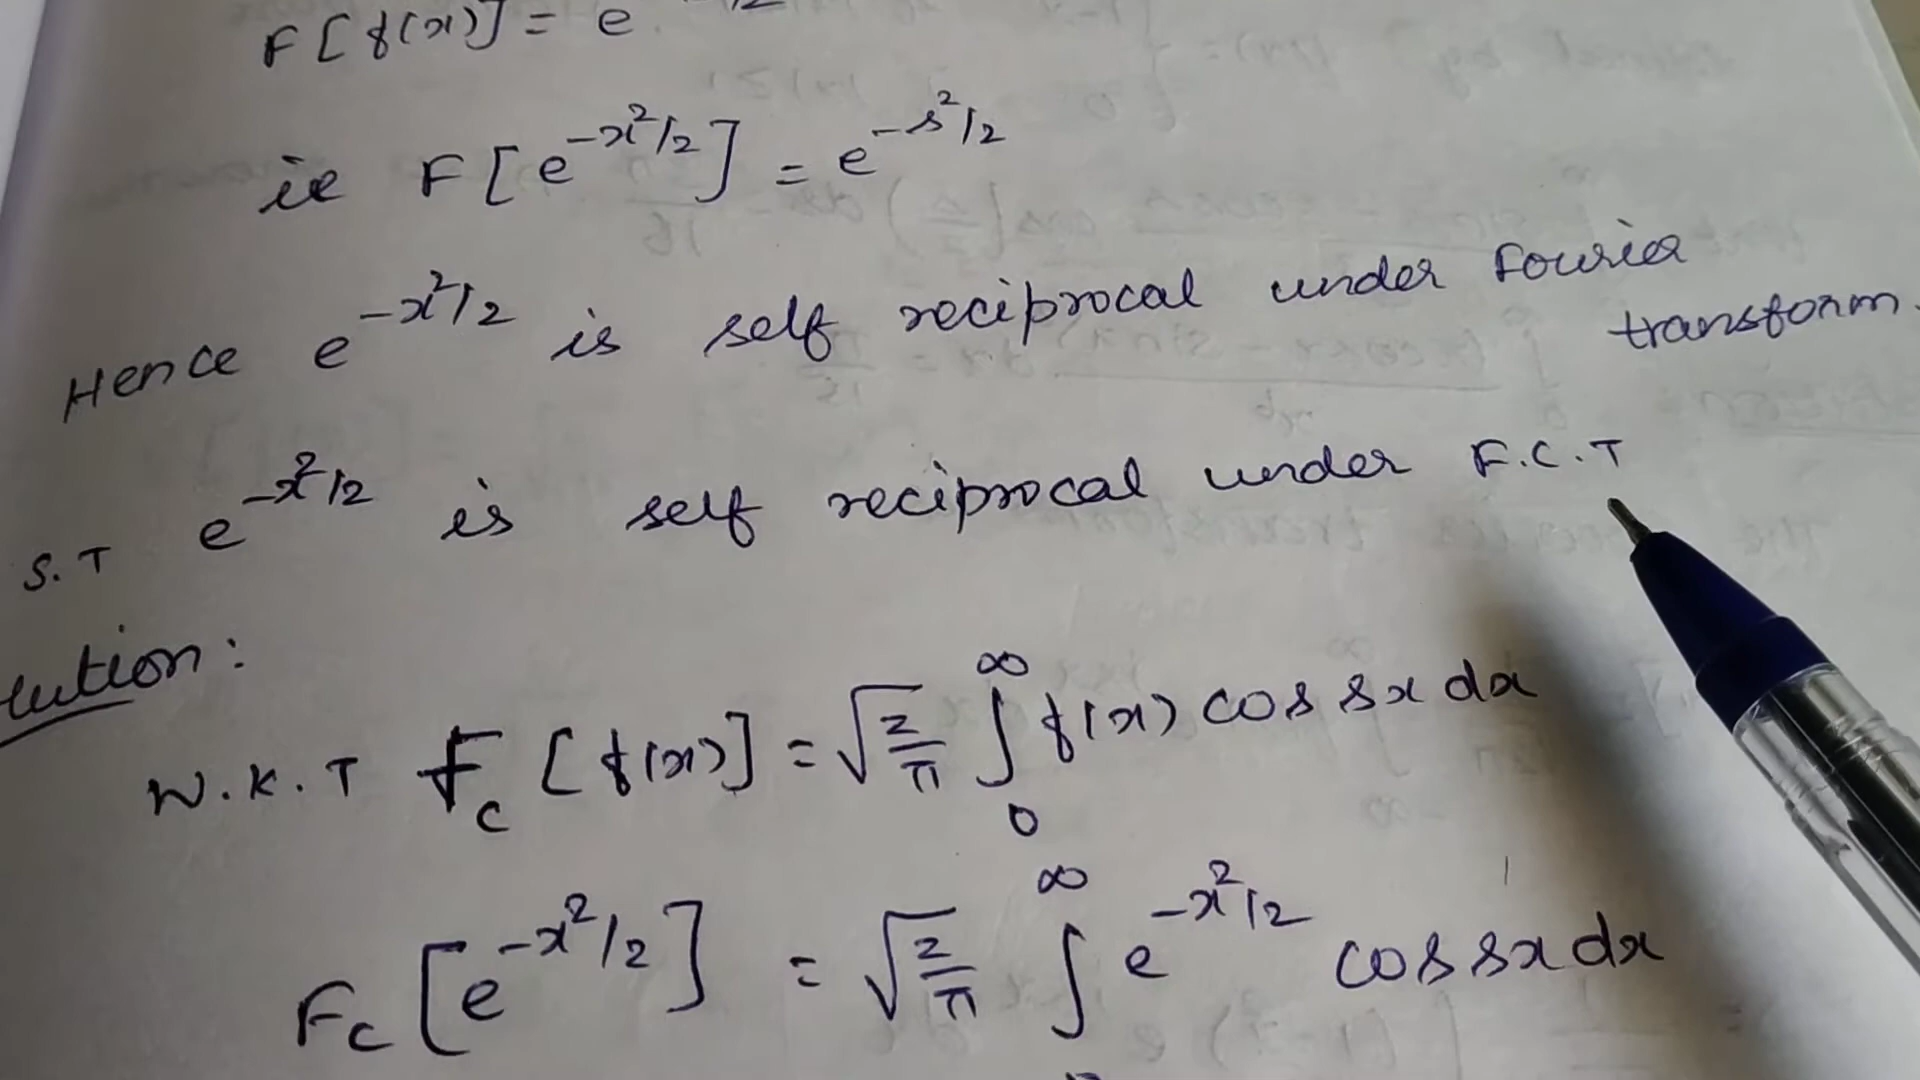 F[f(x)] = e
ie F[e^{-x²/2}] = e^{-s²/2}
Hence e^{-x²/2} is self reciprocal under Fourier
transform.
S.T e^{-x²/2} is self reciprocal under F.C.T
lution:
W.K.T F_c [f(x)] = √(2/π) ∫_0^∞ f(x) cos sx dx
F_c [e^{-x²/2}] = √(2/π) ∫^∞ e^{-x²/2} cos sx dx